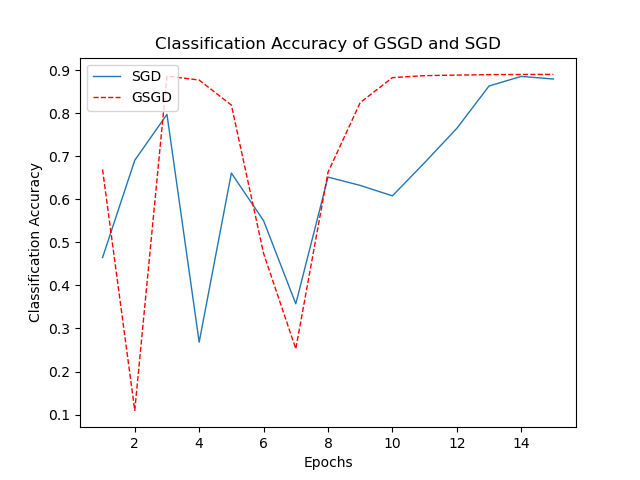 Classification Accuracy of GSGD and SGD
SGD
GSGD
0.9
0.8
0.7
0.6
0.5
0.4
0.3
0.2
0.1
Classification Accuracy
2 4 6 8 10 12 14
Epochs